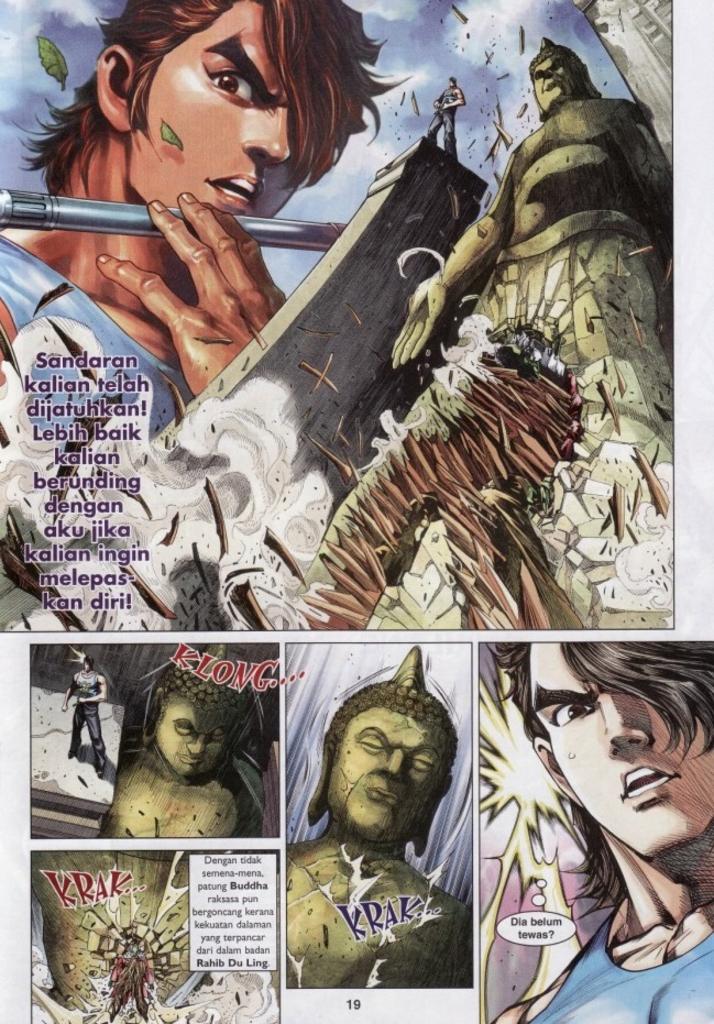 Sandaran
kalian telah
dijatuhkan!
Lebih baik
kalian
berunding
dengan
aku jika
kalian ingin
melepas-
kan diri!
KLONG....
KRAK...
Dengan tidak
semena-mena,
patung Buddha
raksasa pun
bergoncang kerana
kekuatan dalaman
yang terpancar
dari dalam badan
Rahib Du Ling.
KRAK...
Dia belum
tewas?
19